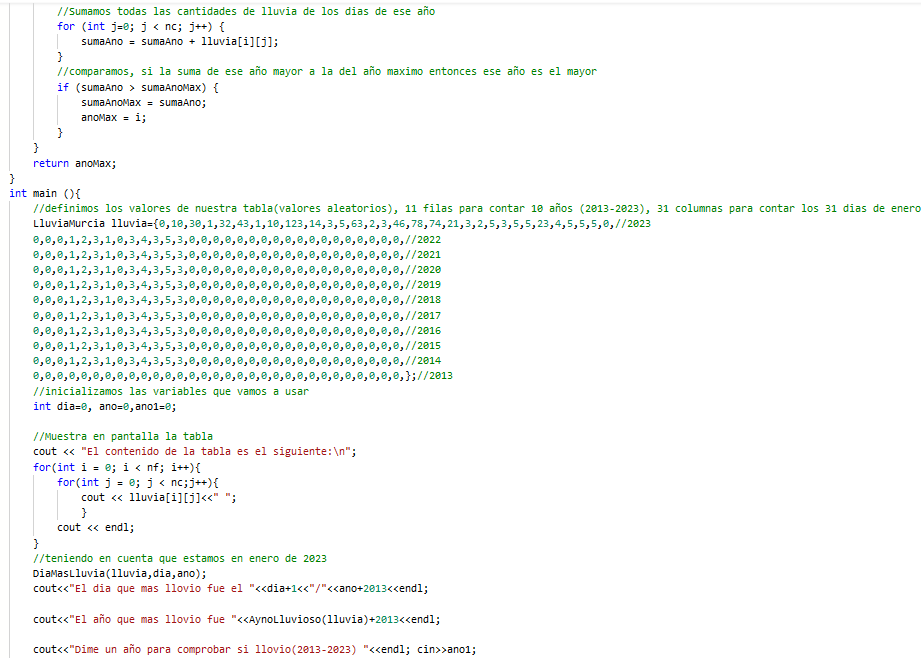 //Sumamos todas las cantidades de lluvia de los dias de ese año
for (int j=0; j < nc; j++) {
sumaAno = sumaAno + lluvia[i][j];
}
//comparamos, si la suma de ese año mayor a la del año maximo entonces ese año es el mayor
if (sumaAno > sumaAnoMax) {
sumaAnoMax = sumaAno;
anoMax = i;
}
}
return anoMax;
}
int main (){
//definimos los valores de nuestra tabla(valores aleatorios), 11 filas para contar 10 años (2013-2023), 31 columnas para contar los 31 dias de enero
LluviaMurcia lluvia={0,10,30,1,32,43,1,10,123,14,3,5,63,2,3,46,78,74,21,3,2,5,3,5,5,23,4,5,5,5,0,//2023
0,0,0,1,2,3,1,0,3,4,3,5,3,0,0,0,0,0,0,0,0,0,0,0,0,0,0,0,0,0,0,//2022
0,0,0,1,2,3,1,0,3,4,3,5,3,0,0,0,0,0,0,0,0,0,0,0,0,0,0,0,0,0,0,//2021
0,0,0,1,2,3,1,0,3,4,3,5,3,0,0,0,0,0,0,0,0,0,0,0,0,0,0,0,0,0,0,//2020
0,0,0,1,2,3,1,0,3,4,3,5,3,0,0,0,0,0,0,0,0,0,0,0,0,0,0,0,0,0,0,//2019
0,0,0,1,2,3,1,0,3,4,3,5,3,0,0,0,0,0,0,0,0,0,0,0,0,0,0,0,0,0,0,//2018
0,0,0,1,2,3,1,0,3,4,3,5,3,0,0,0,0,0,0,0,0,0,0,0,0,0,0,0,0,0,0,//2017
0,0,0,1,2,3,1,0,3,4,3,5,3,0,0,0,0,0,0,0,0,0,0,0,0,0,0,0,0,0,0,//2016
0,0,0,1,2,3,1,0,3,4,3,5,3,0,0,0,0,0,0,0,0,0,0,0,0,0,0,0,0,0,0,//2015
0,0,0,1,2,3,1,0,3,4,3,5,3,0,0,0,0,0,0,0,0,0,0,0,0,0,0,0,0,0,0,//2014
0,0,0,0,0,0,0,0,0,0,0,0,0,0,0,0,0,0,0,0,0,0,0,0,0,0,0,0,0,0,0,};//2013
//inicializamos las variables que vamos a usar
int dia=0, ano=0,ano1=0;
//Muestra en pantalla la tabla
cout << "El contenido de la tabla es el siguiente:\n";
for(int i = 0; i < nf; i++){
for(int j = 0; j < nc;j++){
cout << lluvia[i][j]<<" ";
}
cout << endl;
}
//teniendo en cuenta que estamos en enero de 2023
DiaMasLluvia(lluvia,dia,ano);
cout<<"El dia que mas llovio fue el "<<dia+1<<"/"<<ano+2013<<endl;
cout<<"El año que mas llovio fue "<<AynoLluvioso(lluvia)+2013<<endl;
cout<<"Dime un año para comprobar si llovio(2013-2023) "<<endl; cin>>ano1;